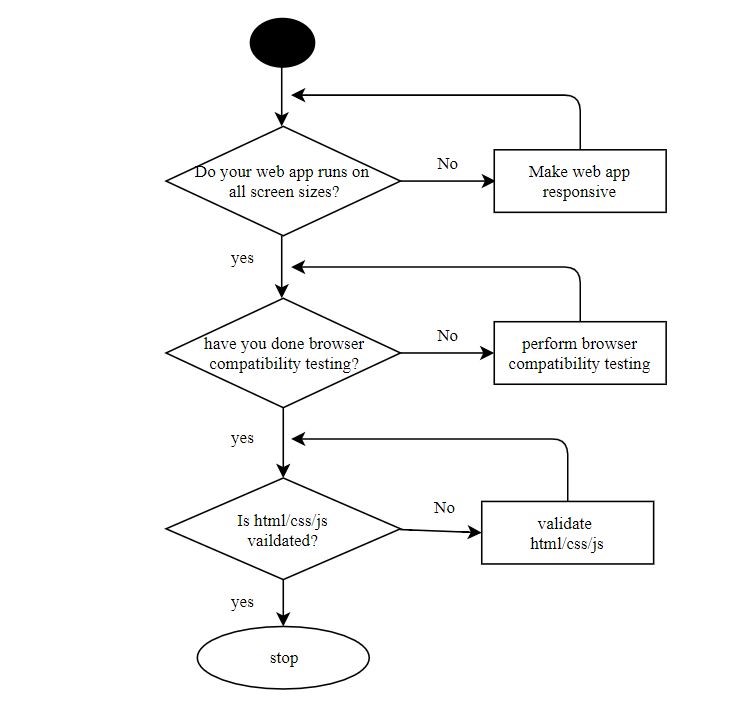 Do your web app runs on
all screen sizes?
No
Make web app
responsive
yes
have you done browser
compatibility testing?
No
perform browser
compatibility testing
yes
Is html/css/js
vaildated?
No
validate
html/css/js
yes
stop